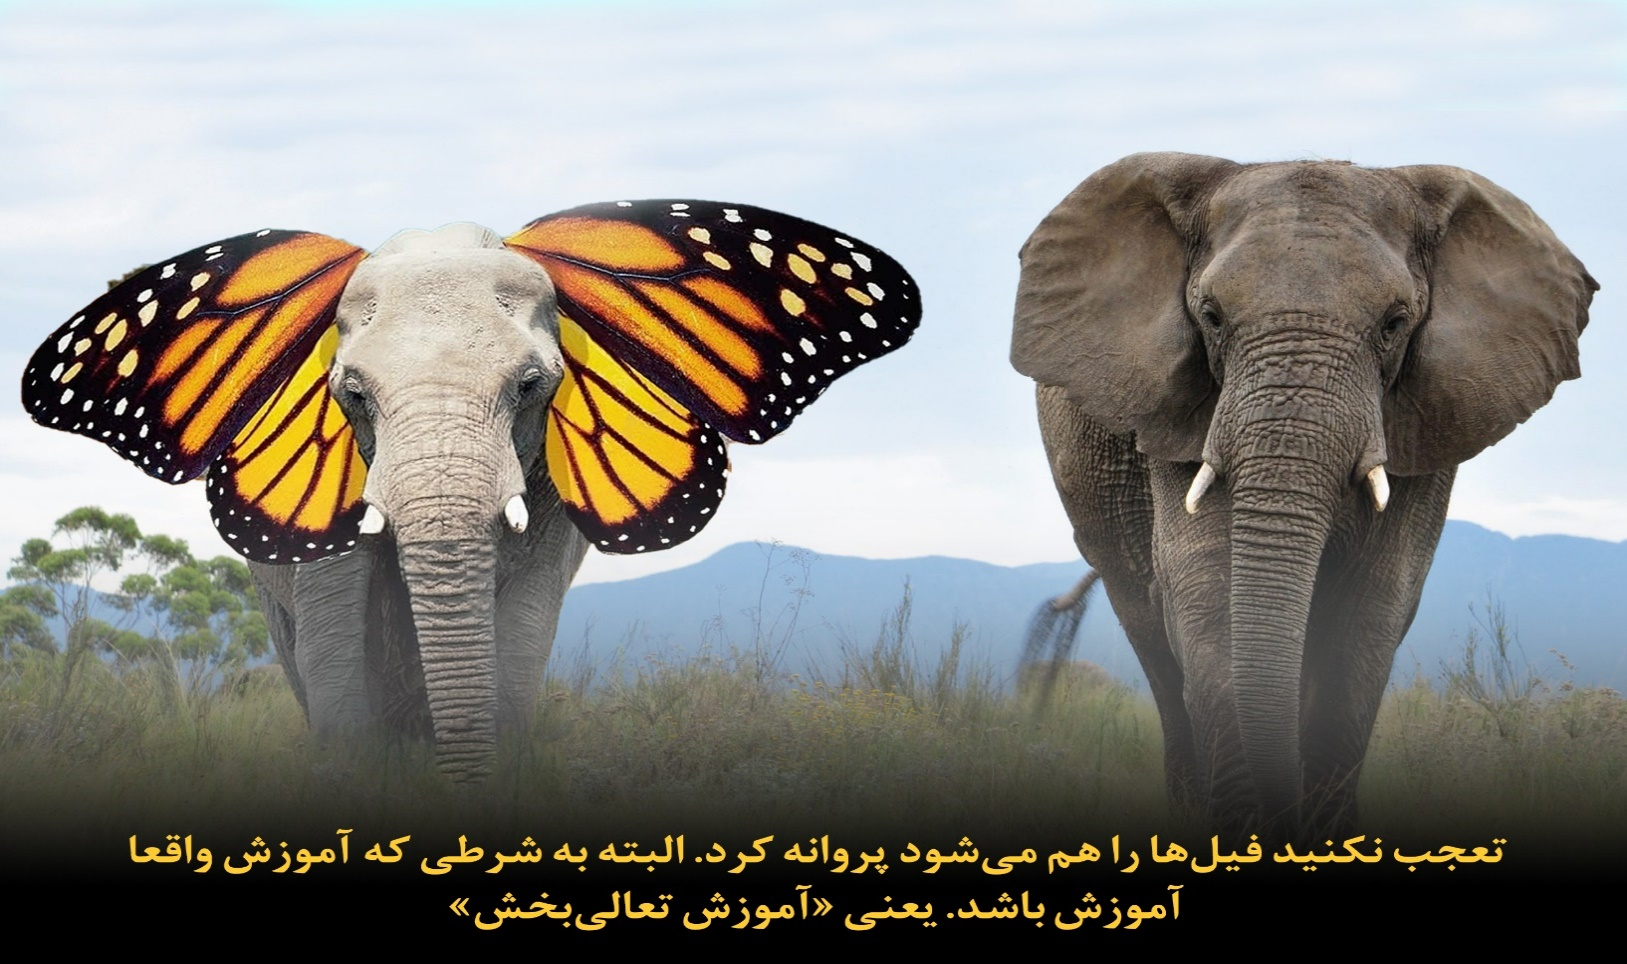 تعجب نکنید فیل‌ها را هم می‌شود پروانه کرد. البته به شرطی که آموزش واقعا
آموزش باشد. یعنی «آموزش تعالی‌بخش»